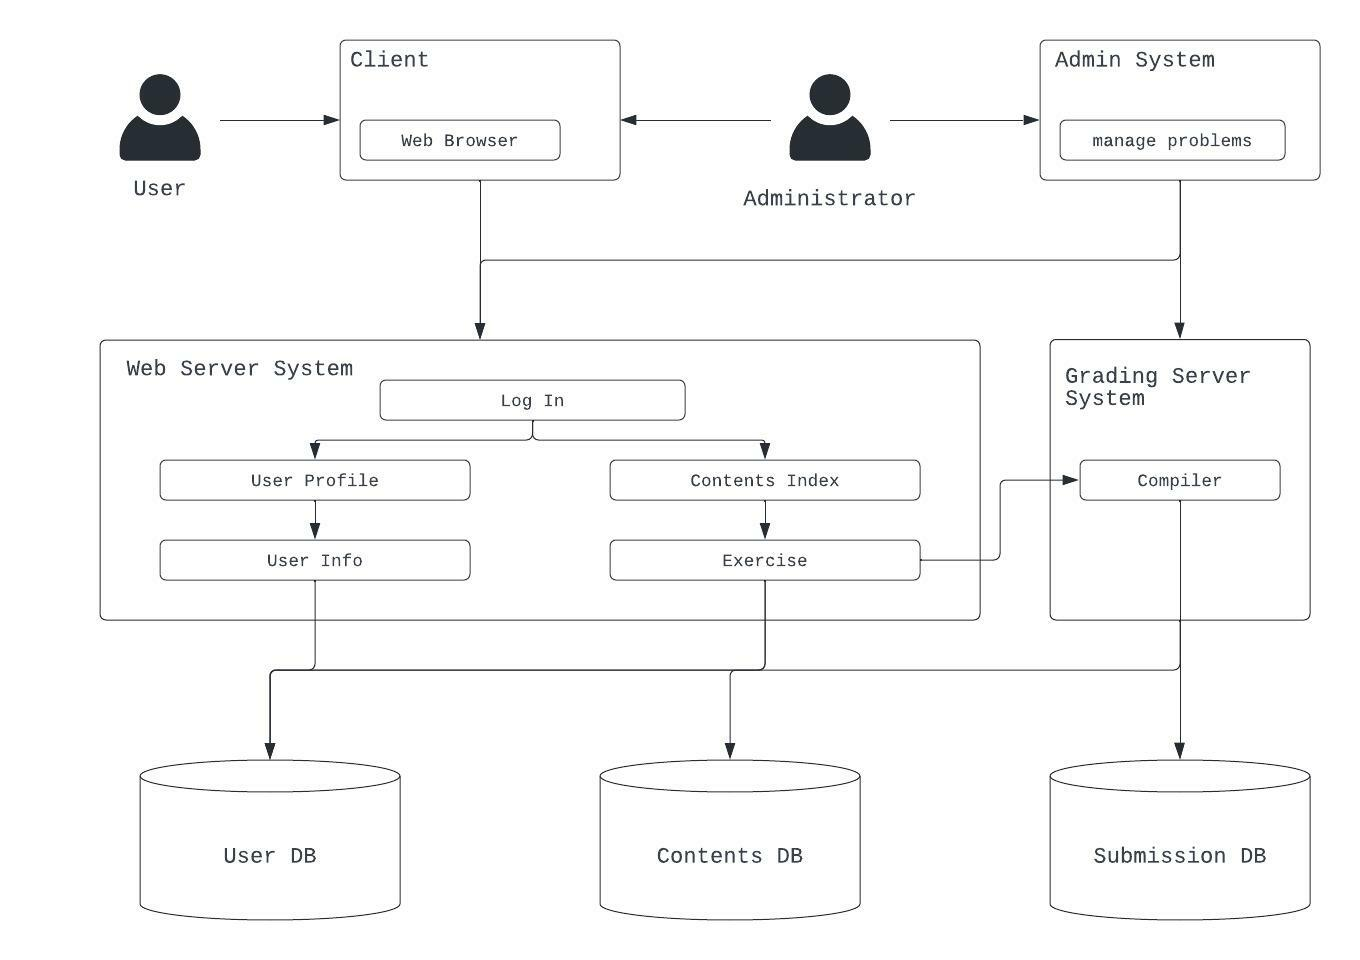 Client
Admin System
Web Browser
manage problems
User
Administrator
Web Server System
Log In
Grading Server
System
User Profile
Contents Index
Compiler
User Info
Exercise
User DB
Contents DB
Submission DB